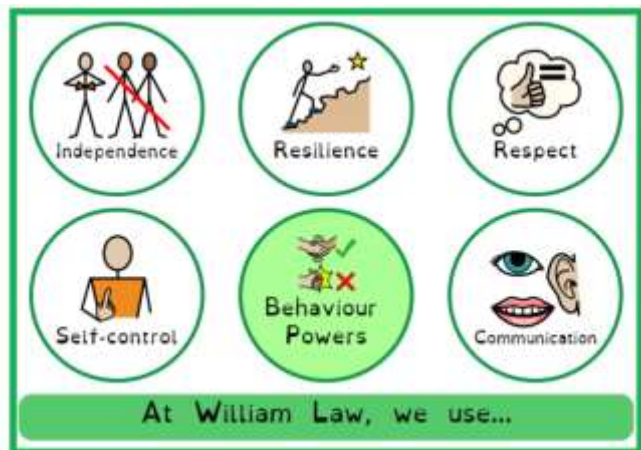 Independence
Resilience
Respect
Self-control
Behaviour
Powers
Communication
At William Law, we use...